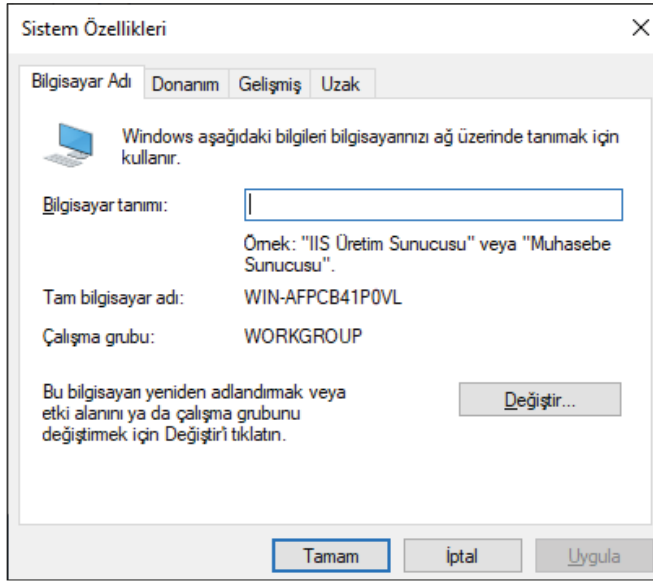 Sistem Özellikleri
Bilgisayar Adı Donanım Gelişmiş Uzak
Windows aşağıdaki bilgileri bilgisayarınızı ağ üzerinde tanımak için
kullanır.
Bilgisayar tanımı:
Örnek: "IIS Üretim Sunucusu" veya "Muhasebe
Sunucusu".
Tam bilgisayar adı: WIN-AFPCB41P0VL
Çalışma grubu: WORKGROUP
Bu bilgisayarı yeniden adlandırmak veya
etki alanını ya da çalışma grubunu
değiştirmek için Değiştir'i tıklatın.
Değiştir...
Tamam İptal Uygula